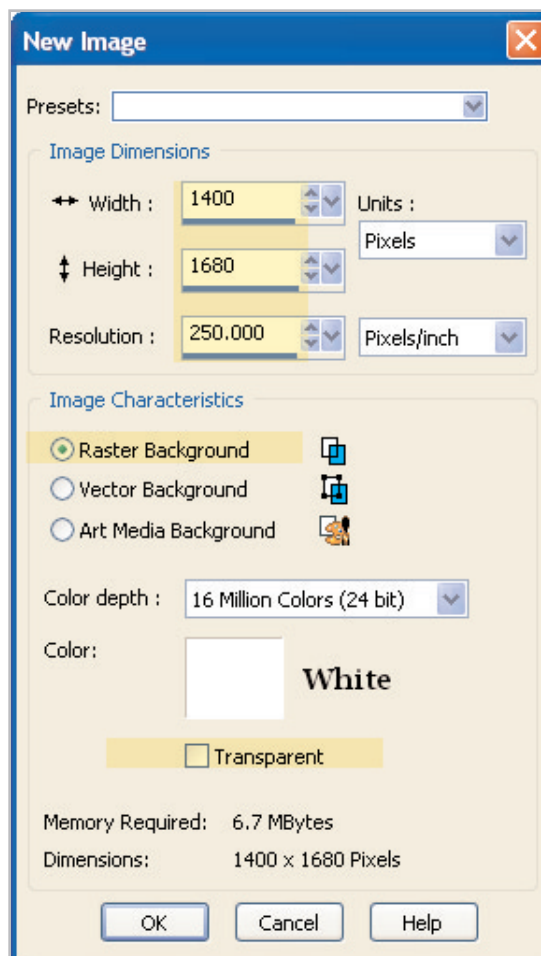 New Image
Presets:
Image Dimensions
Width : 1400 Units :
Pixels
Height : 1680
Resolution : 250.000 Pixels/inch
Image Characteristics
Raster Background
Vector Background
Art Media Background
Color depth : 16 Million Colors (24 bit)
Color:
White
Transparent
Memory Required: 6.7 MBytes
Dimensions: 1400 x 1680 Pixels
OK Cancel Help